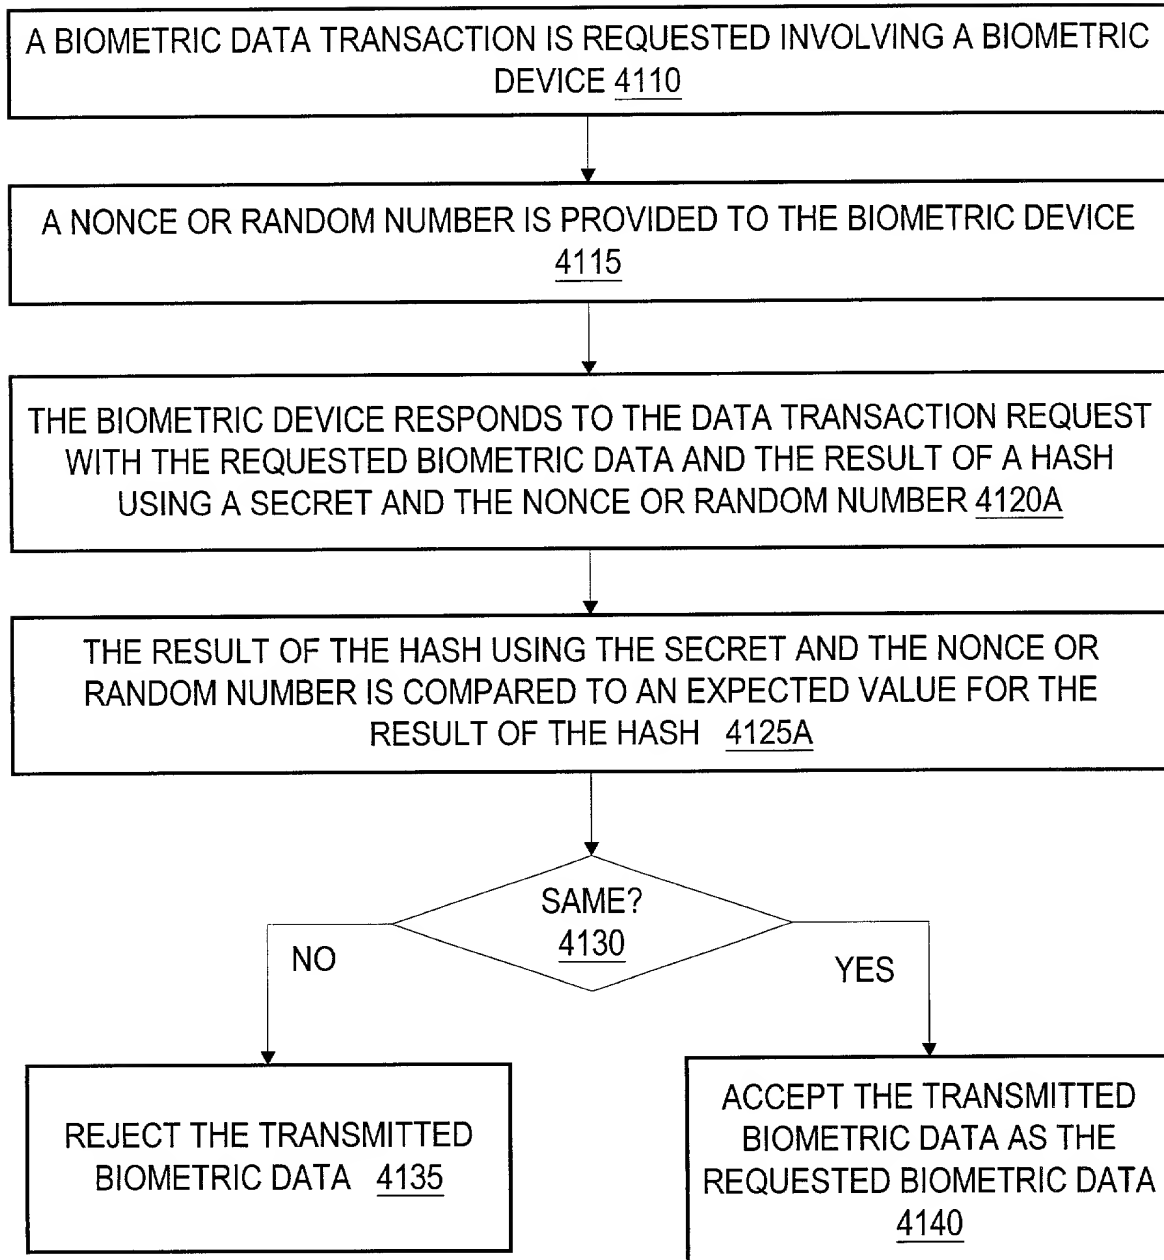 A BIOMETRIC DATA TRANSACTION IS REQUESTED INVOLVING A BIOMETRIC
DEVICE 4110
A NONCE OR RANDOM NUMBER IS PROVIDED TO THE BIOMETRIC DEVICE
4115
THE BIOMETRIC DEVICE RESPONDS TO THE DATA TRANSACTION REQUEST
WITH THE REQUESTED BIOMETRIC DATA AND THE RESULT OF A HASH
USING A SECRET AND THE NONCE OR RANDOM NUMBER 4120A
THE RESULT OF THE HASH USING THE SECRET AND THE NONCE OR
RANDOM NUMBER IS COMPARED TO AN EXPECTED VALUE FOR THE
RESULT OF THE HASH 4125A
SAME?
4130
NO
YES
REJECT THE TRANSMITTED
BIOMETRIC DATA 4135
ACCEPT THE TRANSMITTED
BIOMETRIC DATA AS THE
REQUESTED BIOMETRIC DATA
4140